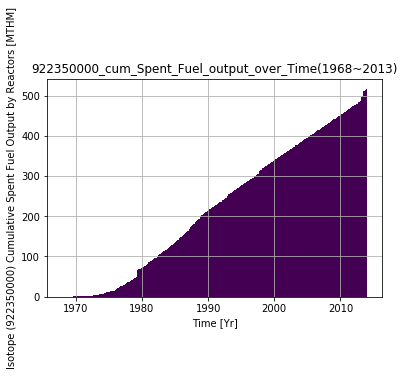 922350000_cum_Spent_Fuel_output_over_Time(1968~2013)
Isotope (922350000) Cumulative Spent Fuel Output by Reactors [MTHM]
500
400
300
200
100
0
1970 1980 1990 2000 2010
Time [Yr]